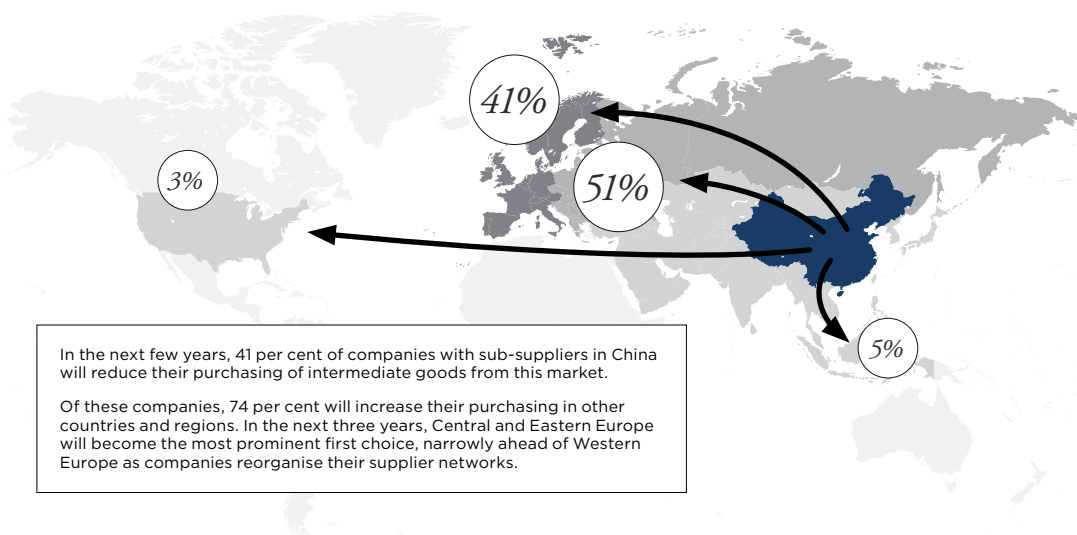 41%
51%
3%
5%
In the next few years, 41 per cent of companies with sub-suppliers in China
will reduce their purchasing of intermediate goods from this market.
Of these companies, 74 per cent will increase their purchasing in other
countries and regions. In the next three years, Central and Eastern Europe
will become the most prominent first choice, narrowly ahead of Western
Europe as companies reorganise their supplier networks.